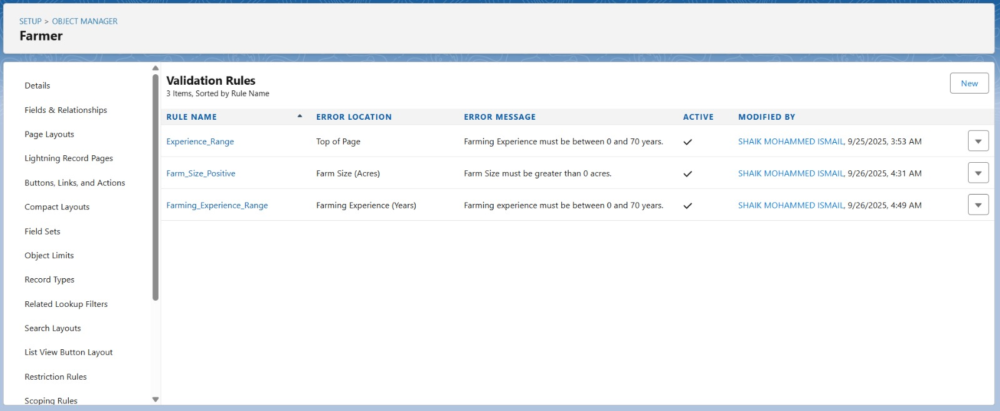 SETUP > OBJECT MANAGER
Farmer
Details
Fields & Relationships
Page Layouts
Lightning Record Pages
Buttons, Links, and Actions
Compact Layouts
Field Sets
Object Limits
Record Types
Related Lookup Filters
Search Layouts
List View Button Layout
Restriction Rules
Scoping Rules
Validation Rules
3 Items, Sorted by Rule Name
New
RULE NAME ERROR LOCATION ERROR MESSAGE ACTIVE MODIFIED BY
Experience_Range Top of Page Farming Experience must be between 0 and 70 years. SHAIK MOHAMMED ISMAIL, 9/25/2025, 3:53 AM
Farm_Size_Positive Farm Size (Acres) Farm Size must be greater than 0 acres. SHAIK MOHAMMED ISMAIL, 9/26/2025, 4:31 AM
Farming_Experience_Range Farming Experience (Years) Farming experience must be between 0 and 70 years. SHAIK MOHAMMED ISMAIL, 9/26/2025, 4:49 AM